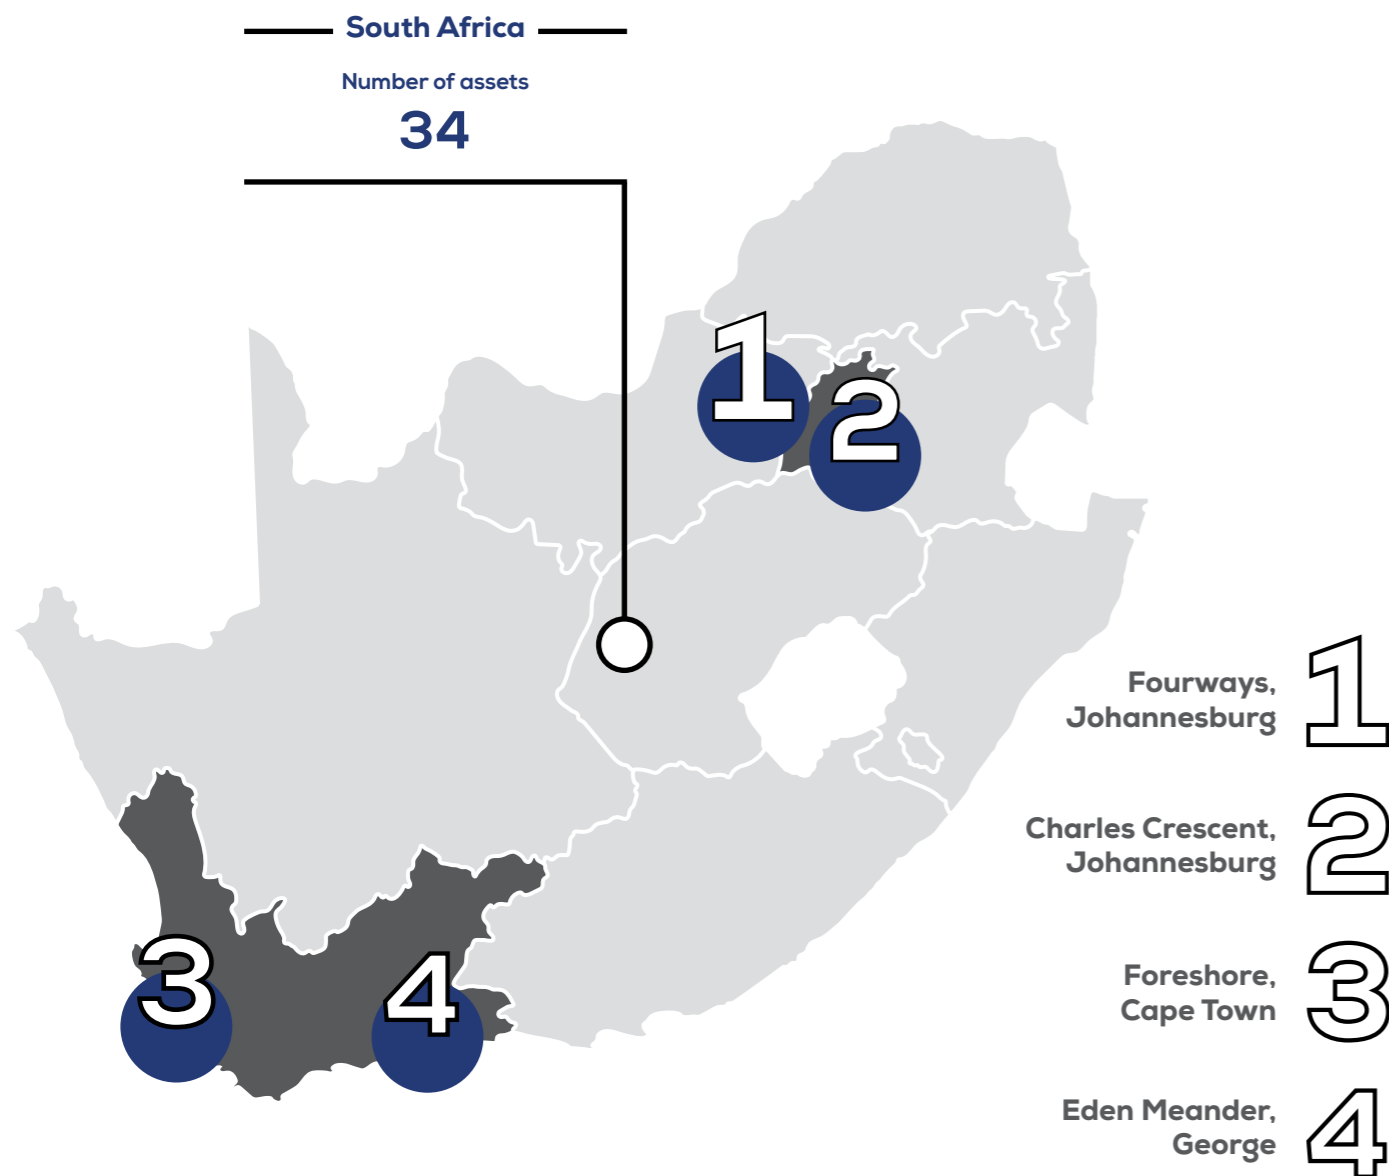 South Africa
Number of assets
34
1
2
3
4
Fourways,
Johannesburg
1
Charles Crescent,
Johannesburg
2
Foreshore,
Cape Town
3
Eden Meander,
George
4